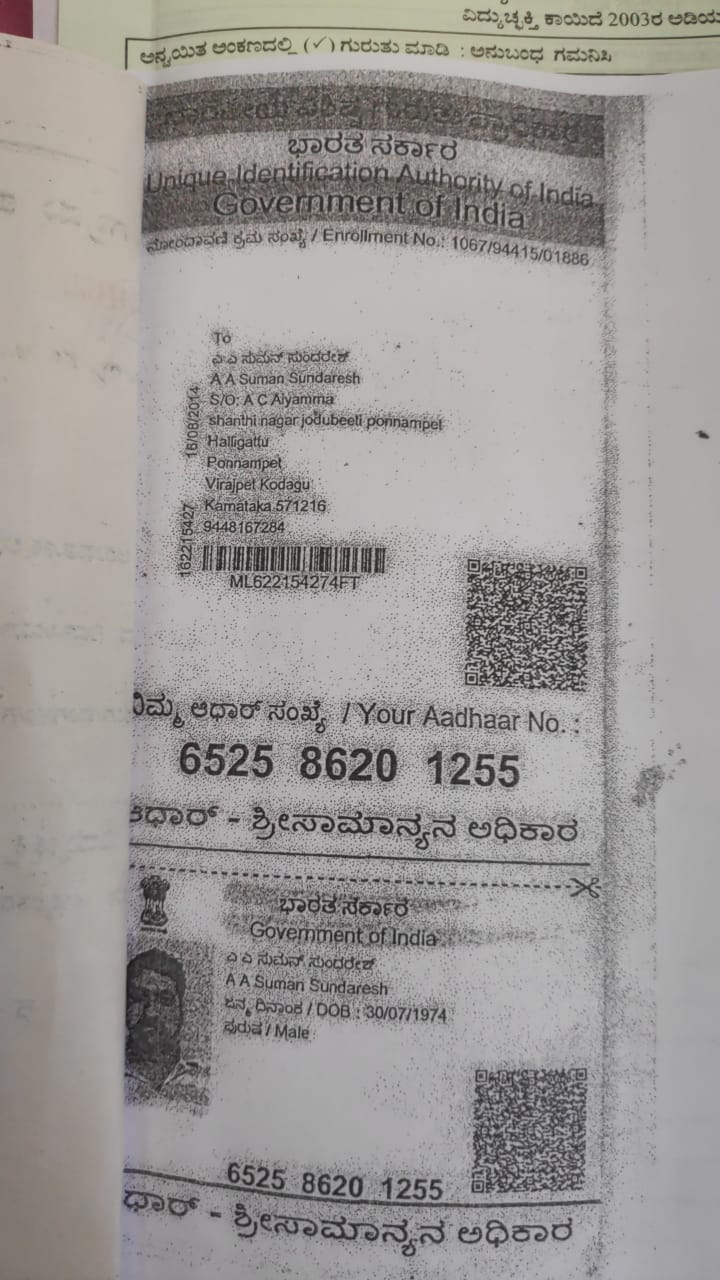 ವಿದ್ಯುಚ್ಛಕ್ತಿ ಕಾಯಿದೆ 2003ರ ಅಡಿಯ
ಅನ್ವಯಿತ ಅಂಕಣದಲ್ಲಿ (✓) ಗುರುತು ಮಾಡಿ : ಅನುಬಂಧ ಗಮನಿಸಿ
ಭಾರತ ಸರ್ಕಾರ
Unique Identification Authority of India
Government of India
ನೋಂದಾವಣೆ ಕ್ರಮ ಸಂಖ್ಯೆ / Enrollment No.: 1067/94415/01886
To
ಎ ಎ ಸುಮನ್ ಸುಂದರೇಶ್
A A Suman Sundaresh
S/O: A C Aiyamma
shanthi nagar jodubeeti ponnampet
Halligattu
Ponnampet
Virajpet Kodagu
Karnataka 571216
9448167284
16/08/2014
162215427
ML622154274FT
ನಿಮ್ಮ ಆಧಾರ್ ಸಂಖ್ಯೆ / Your Aadhaar No. :
6525 8620 1255
ಆಧಾರ್ - ಶ್ರೀಸಾಮಾನ್ಯನ ಅಧಿಕಾರ
ಭಾರತ ಸರ್ಕಾರ
Government of India
ಎ ಎ ಸುಮನ್ ಸುಂದರೇಶ್
A A Suman Sundaresh
ಜನ್ಮ ದಿನಾಂಕ / DOB : 30/07/1974
ಪುರುಷ / Male
6525 8620 1255
ಧಾರ್ - ಶ್ರೀಸಾಮಾನ್ಯನ ಅಧಿಕಾರ